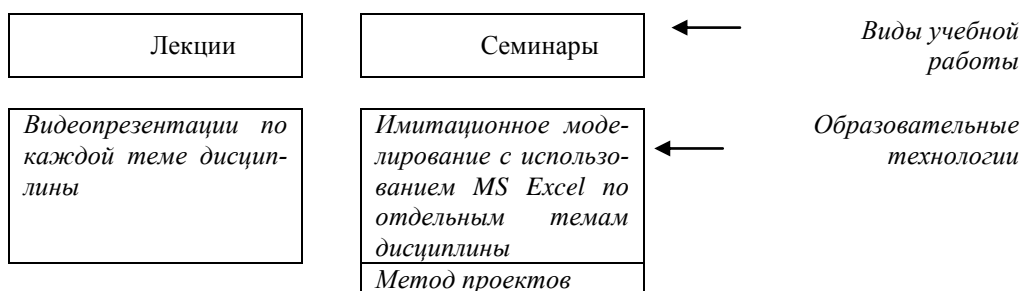 Лекции
Семинары
Виды учебной
работы
Видеопрезентации по
каждой теме дисцип-
лины
Имитационное моде-
лирование с использо-
ванием MS Excel по
отдельным темам
дисциплины
Метод проектов
Образовательные
технологии